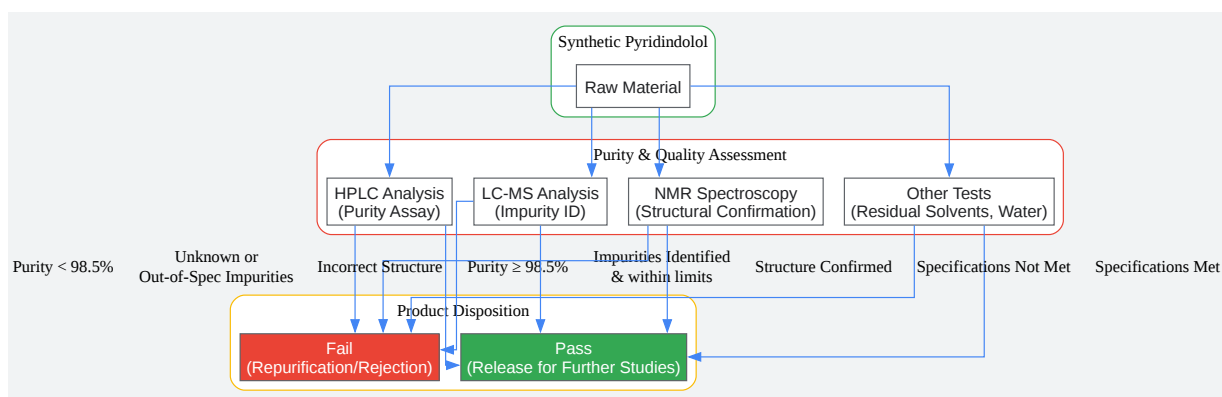 Synthetic Pyridindolol
Raw Material
Purity & Quality Assessment
HPLC Analysis
(Purity Assay)
LC-MS Analysis
(Impurity ID)
NMR Spectroscopy
(Structural Confirmation)
Other Tests
(Residual Solvents, Water)
Purity < 98.5%
Unknown or
Out-of-Spec Impurities
Incorrect Structure
Purity ≥ 98.5%
Impurities Identified
& within limits
Structure Confirmed
Specifications Not Met
Specifications Met
Product Disposition
Fail
(Repurification/Rejection)
Pass
(Release for Further Studies)